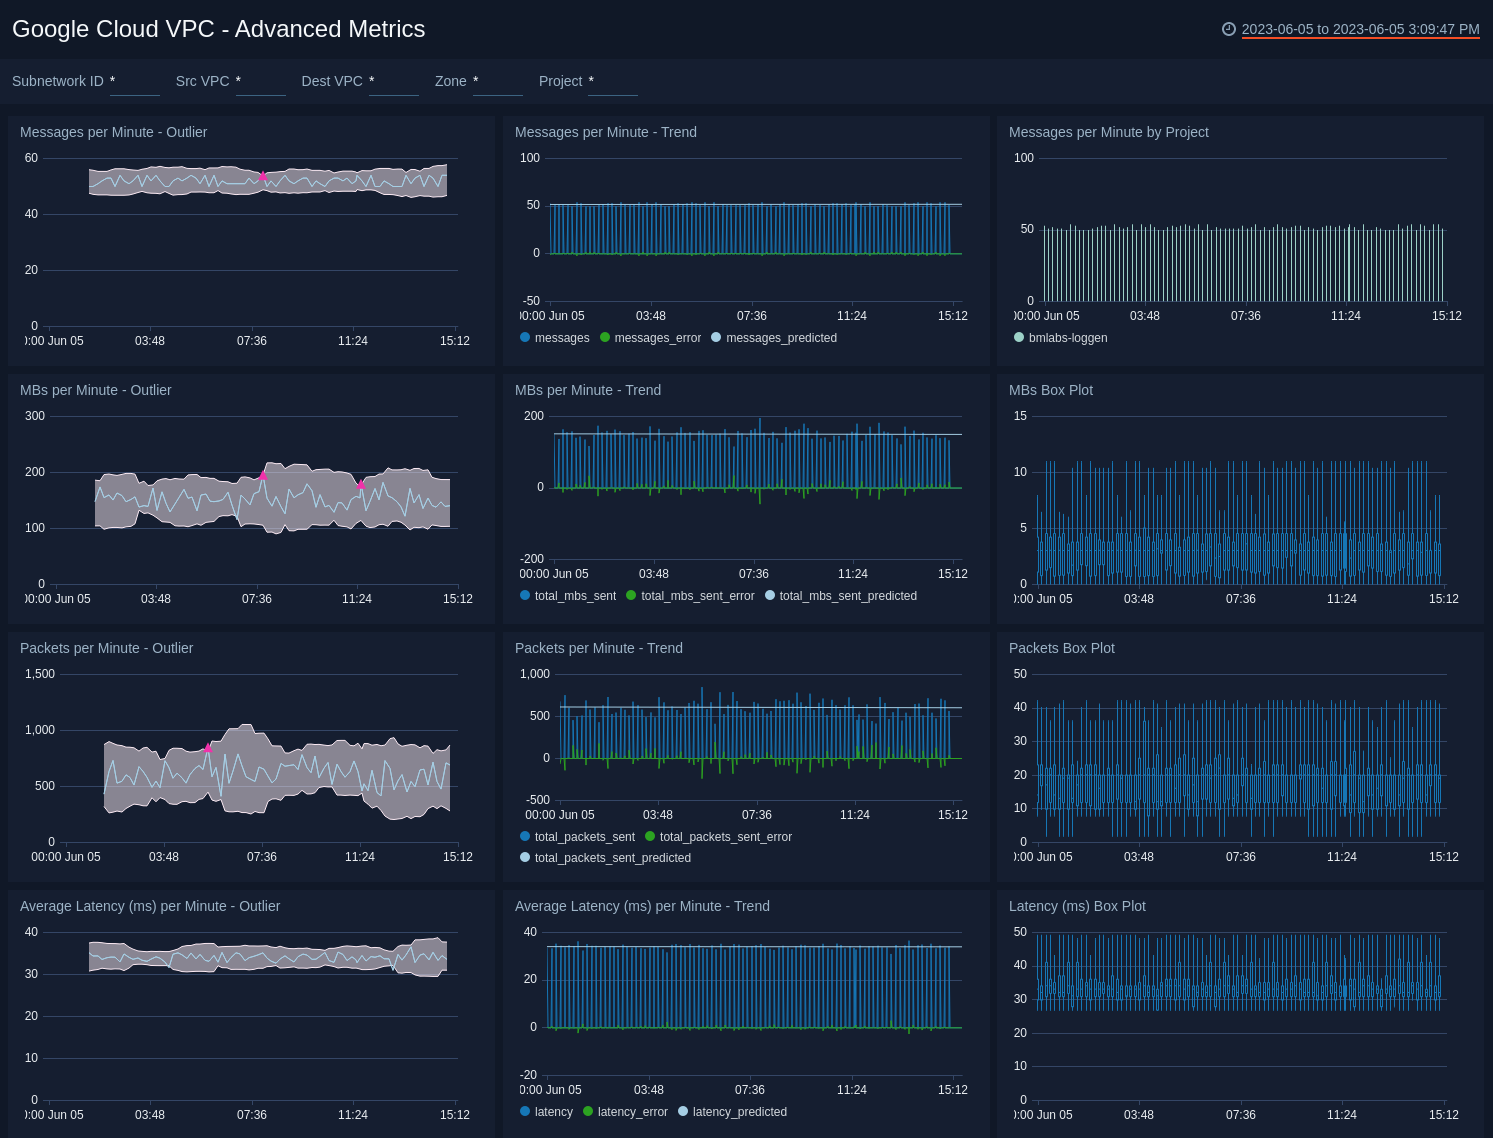 Google Cloud VPC - Advanced Metrics
2023-06-05 to 2023-06-05 3:09:47 PM
Subnetwork ID * Src VPC * Dest VPC * Zone * Project *
Messages per Minute - Outlier
60
40
20
0
):00 Jun 05 03:48 07:36 11:24 15:12
Messages per Minute - Trend
100
50
0
-50
)0:00 Jun 05 03:48 07:36 11:24 15:12
messages messages_error messages_predicted
Messages per Minute by Project
100
50
0
)0:00 Jun 05 03:48 07:36 11:24 15:12
bmlabs-loggen
MBs per Minute - Outlier
300
200
100
0
)0:00 Jun 05 03:48 07:36 11:24 15:12
MBs per Minute - Trend
200
0
-200
00:00 Jun 05 03:48 07:36 11:24 15:12
total_mbs_sent total_mbs_sent_error total_mbs_sent_predicted
MBs Box Plot
15
10
5
0
):00 Jun 05 03:48 07:36 11:24 15:12
Packets per Minute - Outlier
1,500
1,000
500
0
00:00 Jun 05 03:48 07:36 11:24 15:12
Packets per Minute - Trend
1,000
500
0
-500
00:00 Jun 05 03:48 07:36 11:24 15:12
total_packets_sent total_packets_sent_error
total_packets_sent_predicted
Packets Box Plot
50
40
30
20
10
0
):00 Jun 05 03:48 07:36 11:24 15:12
Average Latency (ms) per Minute - Outlier
40
30
20
10
0
):00 Jun 05 03:48 07:36 11:24 15:12
Average Latency (ms) per Minute - Trend
40
20
0
-20
0:00 Jun 05 03:48 07:36 11:24 15:12
latency latency_error latency_predicted
Latency (ms) Box Plot
50
40
30
20
10
0
):00 Jun 05 03:48 07:36 11:24 15:12